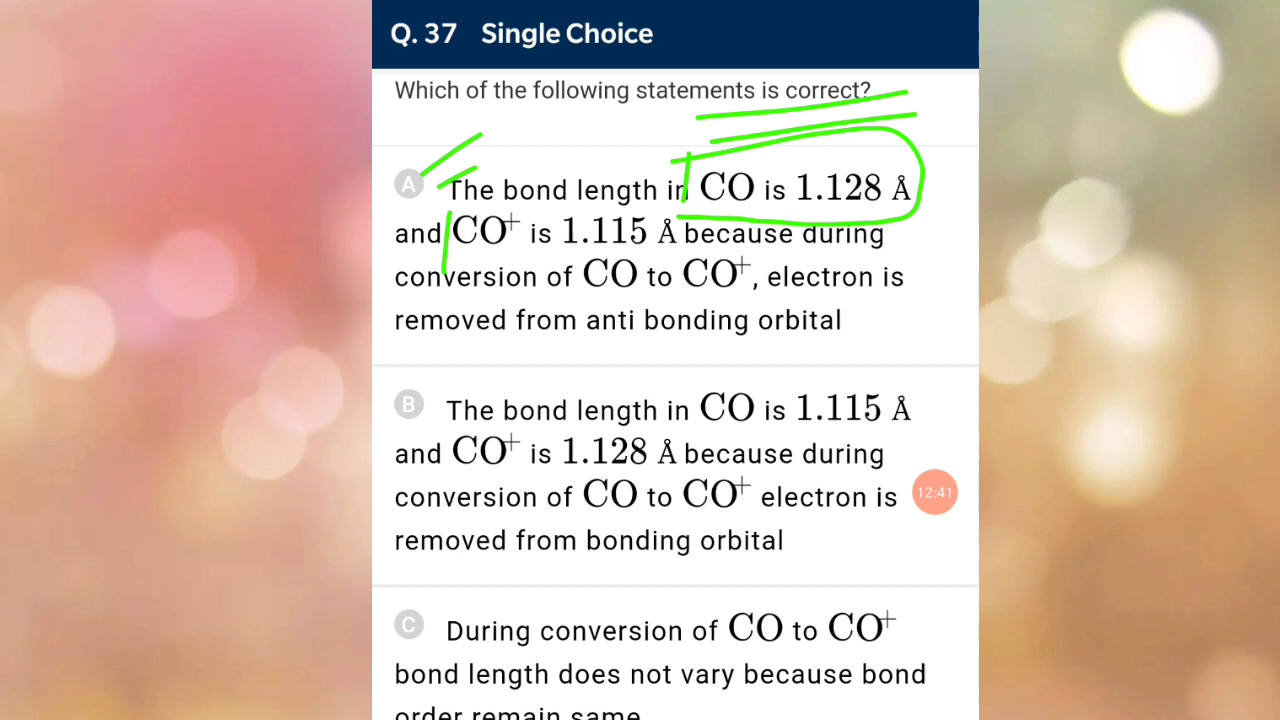 Q. 37 Single Choice
Which of the following statements is correct?
A The bond length in CO is 1.128 Å
and CO⁺ is 1.115 Å because during
conversion of CO to CO⁺, electron is
removed from anti bonding orbital
B The bond length in CO is 1.115 Å
and CO⁺ is 1.128 Å because during
conversion of CO to CO⁺ electron is
removed from bonding orbital
12:41
C During conversion of CO to CO⁺
bond length does not vary because bond
order remain same